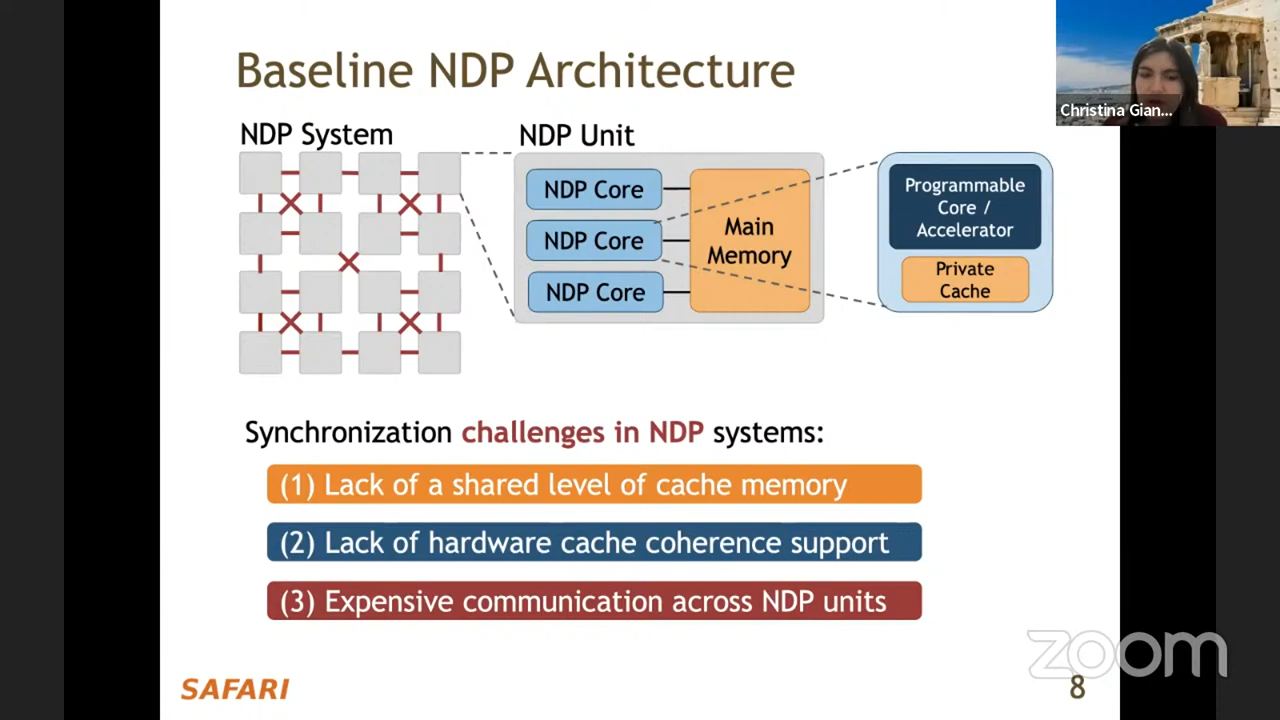 Baseline NDP Architecture
Christina Gian...
NDP System
NDP Unit
NDP Core
NDP Core
NDP Core
Main
Memory
Programmable
Core /
Accelerator
Private
Cache
Synchronization challenges in NDP systems:
(1) Lack of a shared level of cache memory
(2) Lack of hardware cache coherence support
(3) Expensive communication across NDP units
zoom
SAFARI
8